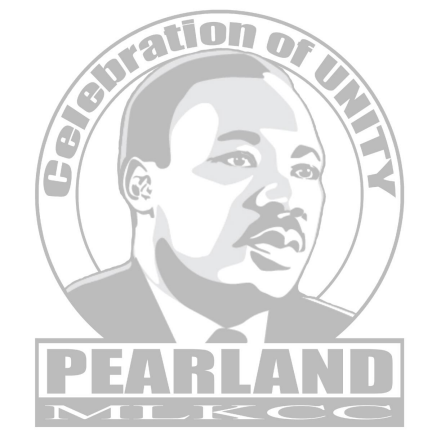 Celebration of UNITY
PEARLAND
MLKCC